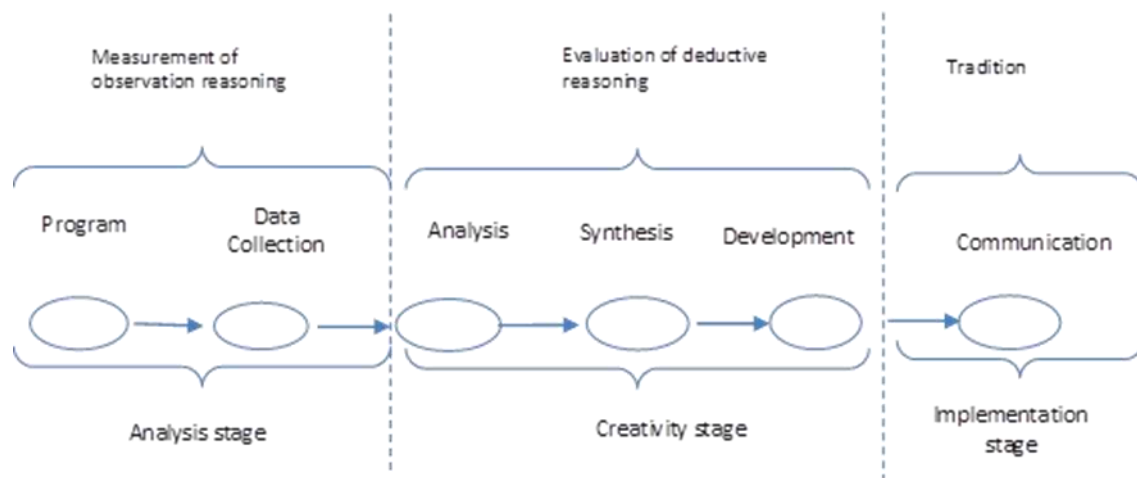 Measurement of
observation reasoning
Evaluation of deductive
reasoning
Tradition
Program
Data
Collection
Analysis
Synthesis
Development
Communication
Analysis stage
Creativity stage
Implementation
stage